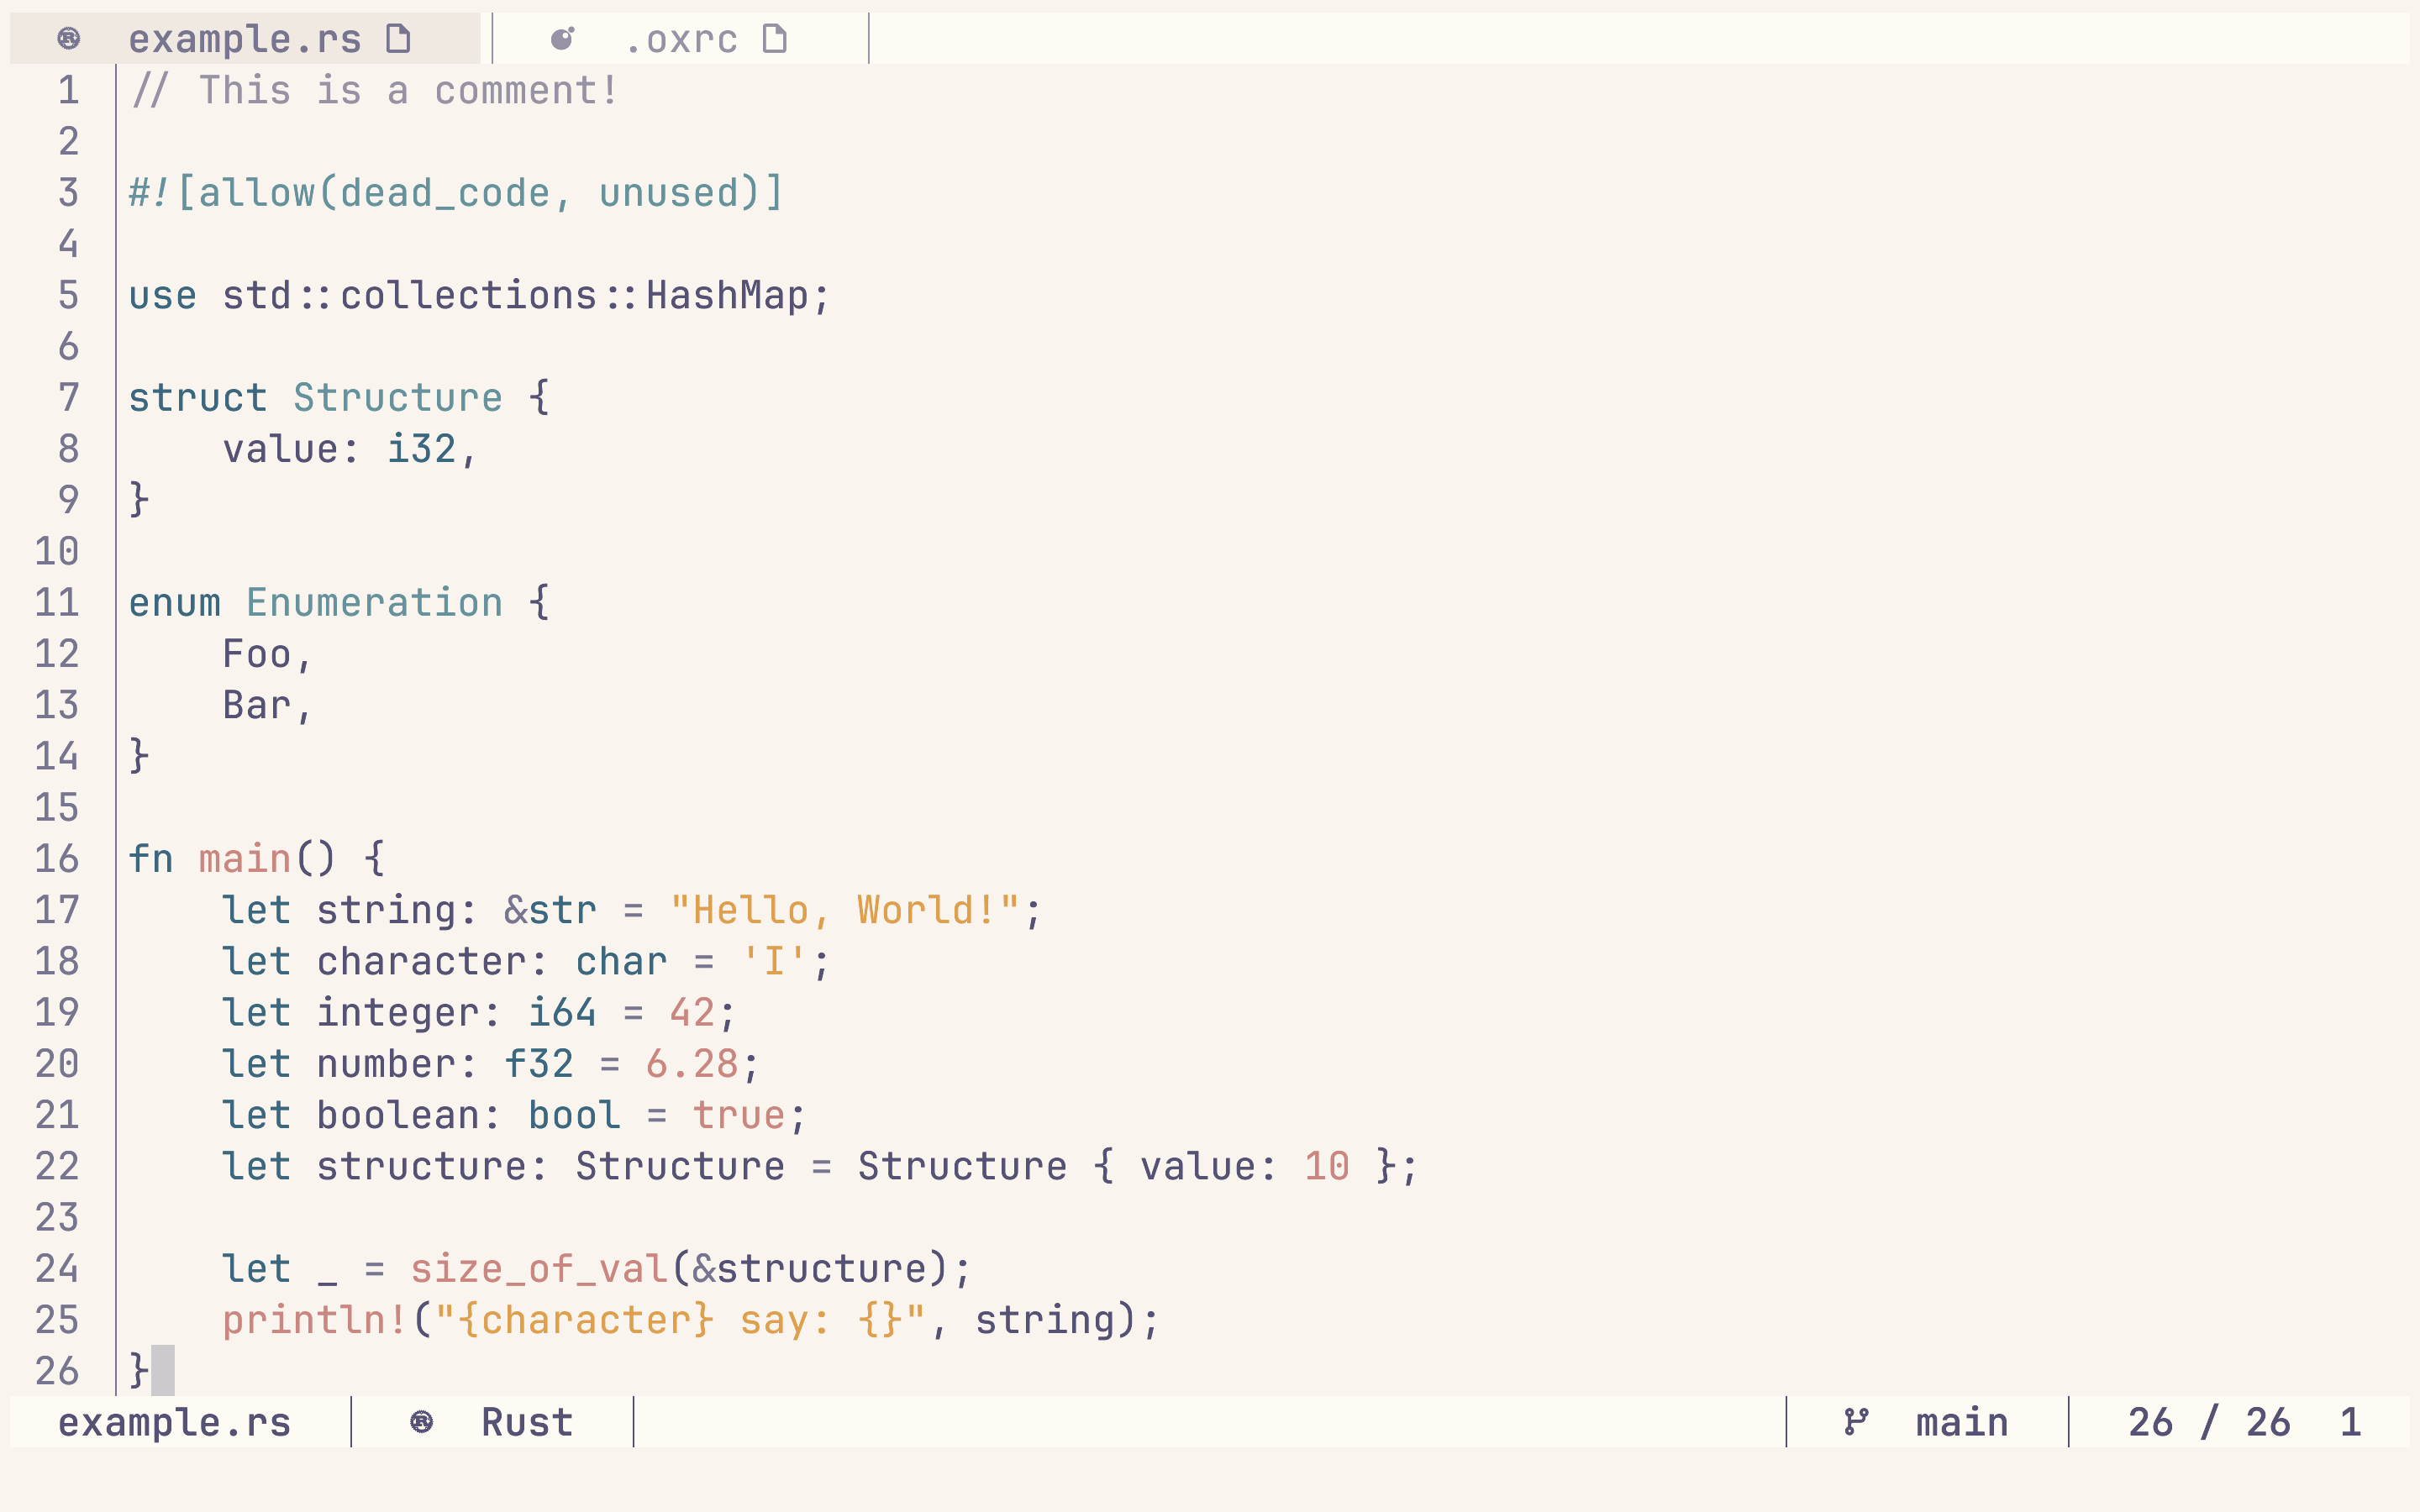 example.rs .oxrc
1 // This is a comment!
2
3 #![allow(dead_code, unused)]
4
5 use std::collections::HashMap;
6
7 struct Structure {
8     value: i32,
9 }
10
11 enum Enumeration {
12     Foo,
13     Bar,
14 }
15
16 fn main() {
17     let string: &str = "Hello, World!";
18     let character: char = 'I';
19     let integer: i64 = 42;
20     let number: f32 = 6.28;
21     let boolean: bool = true;
22     let structure: Structure = Structure { value: 10 };
23
24     let _ = size_of_val(&structure);
25     println!("{character} say: {}", string);
26 }
example.rs Rust main 26 / 26 1